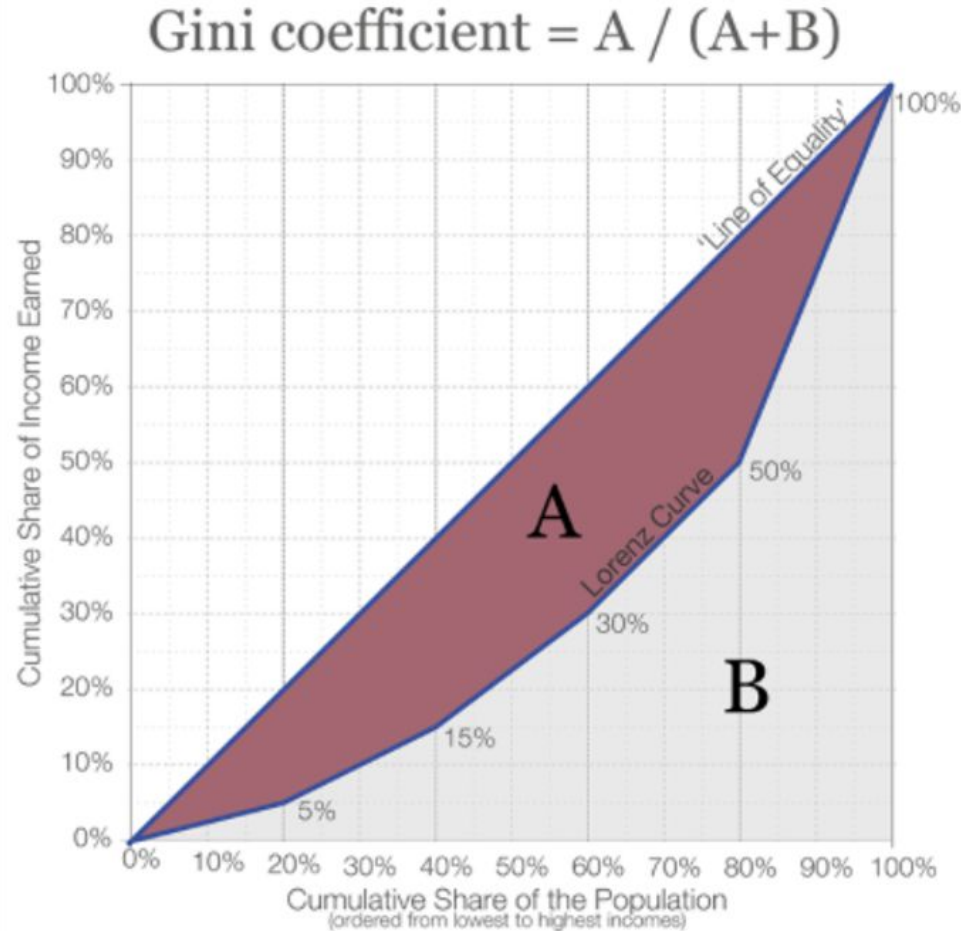 Gini coefficient = A / (A+B)
100%
90%
80%
70%
60%
50%
40%
30%
20%
10%
0%
Cumulative Share of Income Earned
100%
'Line of Equality'
A
Lorenz Curve
50%
30%
B
15%
5%
0% 10% 20% 30% 40% 50% 60% 70% 80% 90% 100%
Cumulative Share of the Population
(ordered from lowest to highest incomes)